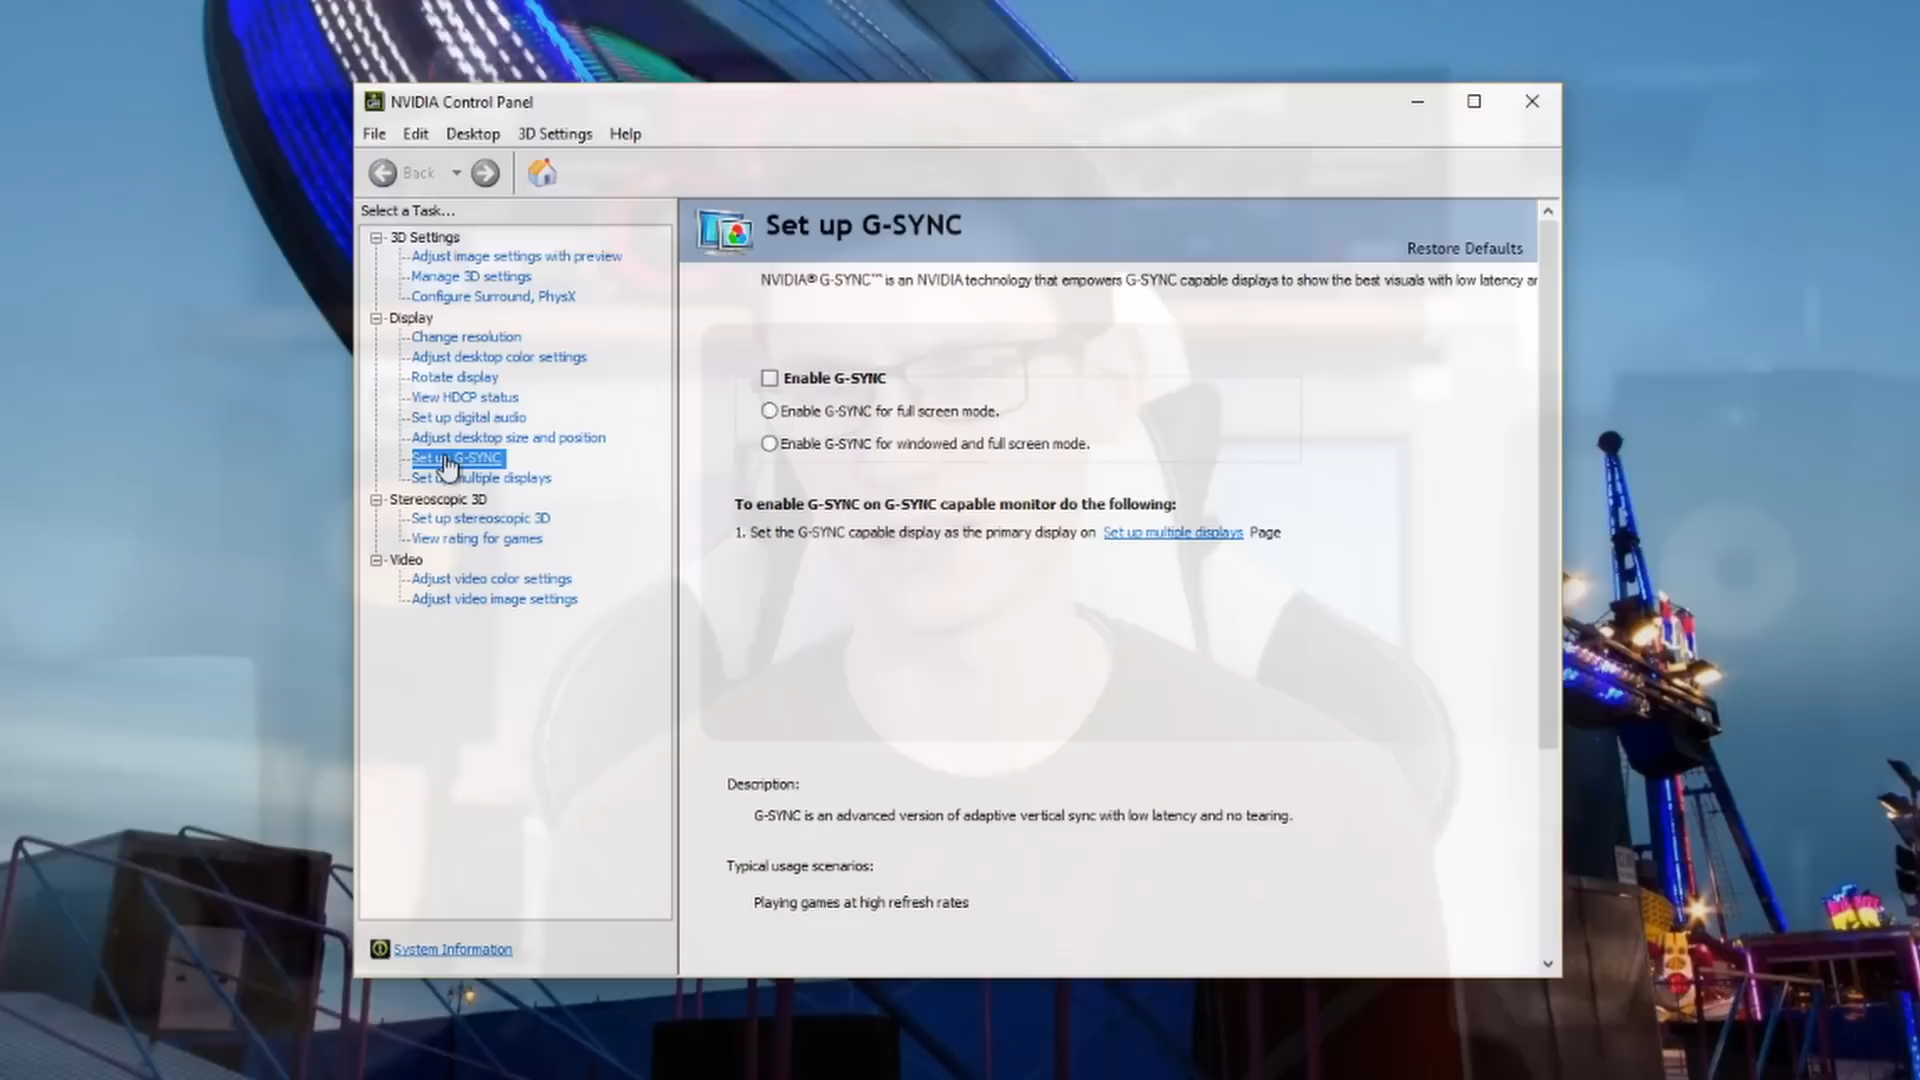 NVIDIA Control Panel
File Edit Desktop 3D Settings Help
Back
Select a Task...
3D Settings
Adjust image settings with preview
Manage 3D settings
Configure Surround, PhysX
Display
Change resolution
Adjust desktop color settings
Rotate display
View HDCP status
Set up digital audio
Adjust desktop size and position
Set up G-SYNC
Set up multiple displays
Stereoscopic 3D
Set up stereoscopic 3D
View rating for games
Video
Adjust video color settings
Adjust video image settings
System Information
Set up G-SYNC
Restore Defaults
NVIDIA® G-SYNC™ is an NVIDIA technology that empowers G-SYNC capable displays to show the best visuals with low latency ar
Enable G-SYNC
Enable G-SYNC for full screen mode.
Enable G-SYNC for windowed and full screen mode.
To enable G-SYNC on G-SYNC capable monitor do the following:
1. Set the G-SYNC capable display as the primary display on Set up multiple displays Page
Description:
G-SYNC is an advanced version of adaptive vertical sync with low latency and no tearing.
Typical usage scenarios:
Playing games at high refresh rates